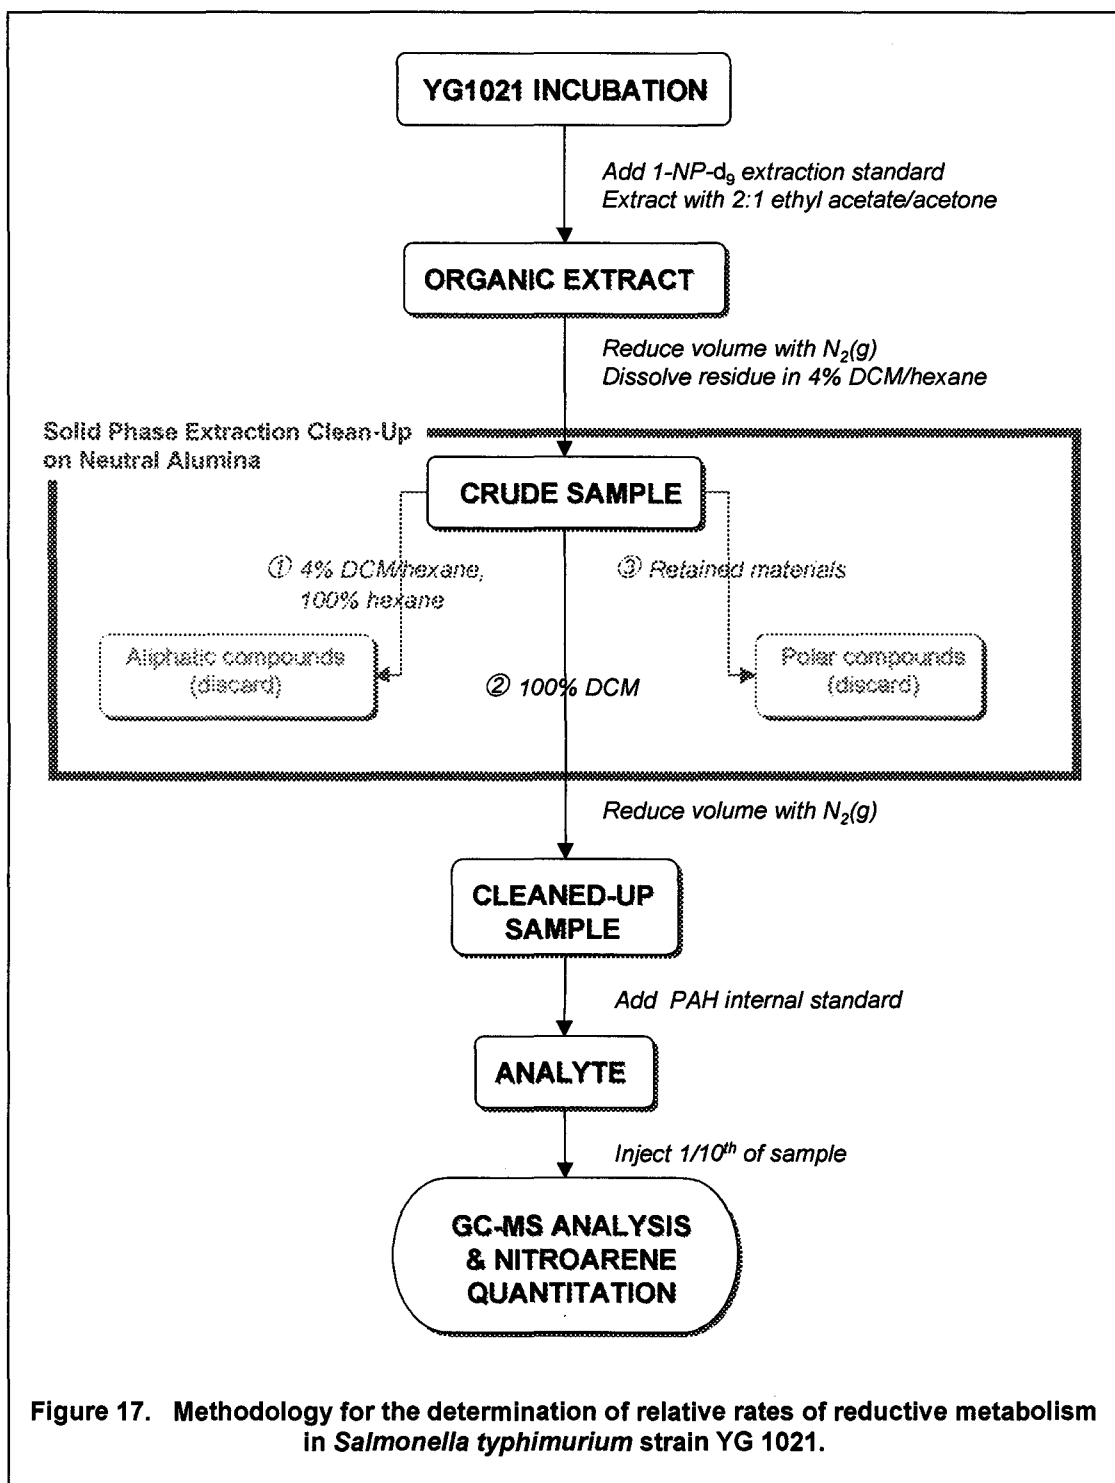 YG1021 INCUBATION
Add 1-NP-d₉ extraction standard
Extract with 2:1 ethyl acetate/acetone
ORGANIC EXTRACT
Reduce volume with N₂(g)
Dissolve residue in 4% DCM/hexane
Solid Phase Extraction Clean-Up
on Neutral Alumina
CRUDE SAMPLE
① 4% DCM/hexane,
100% hexane
③ Retained materials
Aliphatic compounds
(discard)
② 100% DCM
Polar compounds
(discard)
Reduce volume with N₂(g)
CLEANED-UP
SAMPLE
Add PAH internal standard
ANALYTE
Inject 1/10ᵗʰ of sample
GC-MS ANALYSIS
& NITROARENE
QUANTITATION
Figure 17. Methodology for the determination of relative rates of reductive metabolism
in Salmonella typhimurium strain YG 1021.